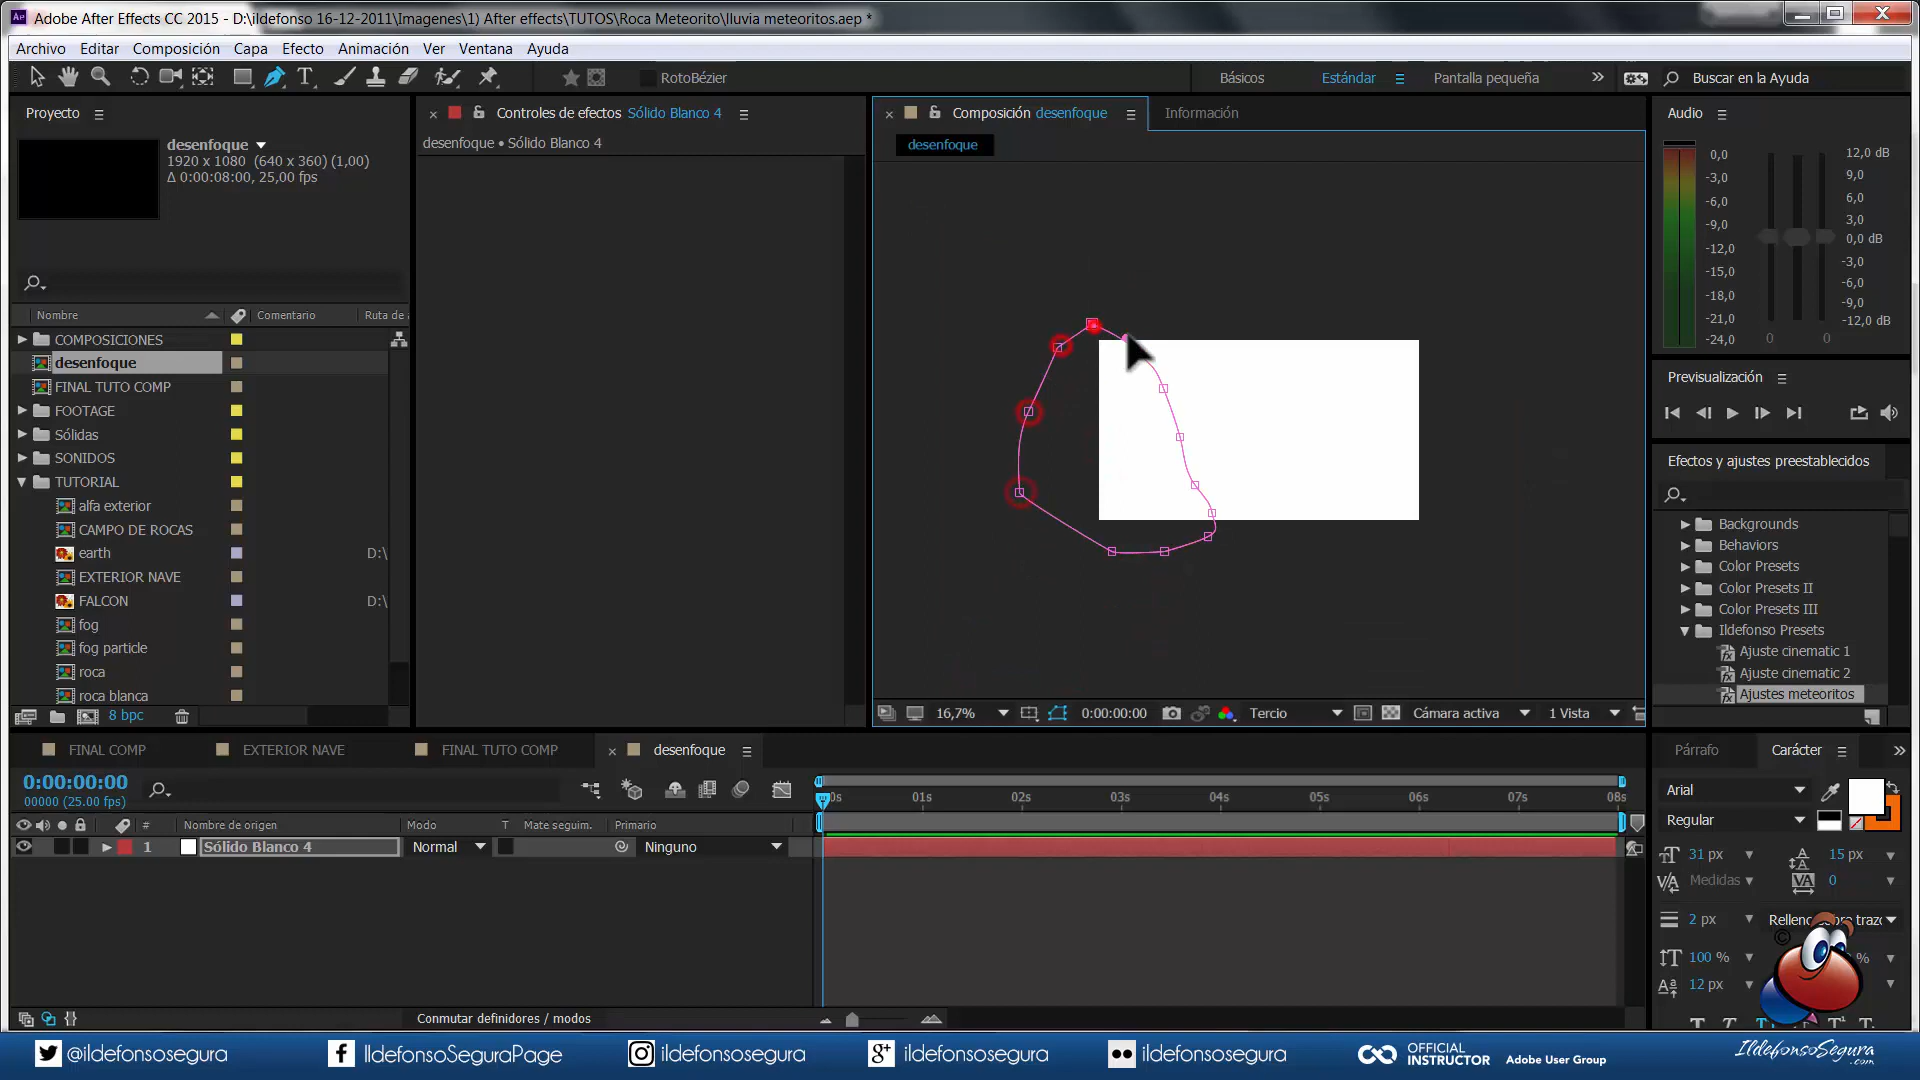 Adobe After Effects CC 2015 - D:\ildefonso 16-12-2011\Imagenes\1) After effects\TUTOS\Roca Meteorito\lluvia meteoritos.aep *
Archivo Editar Composición Capa Efecto Animación Ver Ventana Ayuda
RotoBézier Básicos Estándar Pantalla pequeña Buscar en la Ayuda
Proyecto
desenfoque
1920 x 1080 (640 x 360) (1,00)
Δ 0:00:08:00, 25,00 fps
Nombre Comentario Ruta de a
COMPOSICIONES
desenfoque
FINAL TUTO COMP
FOOTAGE
Sólidas
SONIDOS
TUTORIAL
alfa exterior
CAMPO DE ROCAS
earth D:\
EXTERIOR NAVE
FALCON D:\
fog
fog particle
roca
roca blanca
8 bpc
Controles de efectos Sólido Blanco 4
desenfoque • Sólido Blanco 4
Composición desenfoque Información
desenfoque
16,7% 0:00:00:00 Tercio Cámara activa 1 Vista
Audio
0,0
-3,0
-6,0
-9,0
-12,0
-15,0
-18,0
-21,0
-24,0
0 0
12,0 dB
9,0
6,0
3,0
0,0 dB
-3,0
-6,0
-9,0
-12,0 dB
Previsualización
Efectos y ajustes preestablecidos
Backgrounds
Behaviors
Color Presets
Color Presets II
Color Presets III
Ildefonso Presets
Ajuste cinematic 1
Ajuste cinematic 2
Ajustes meteoritos
FINAL COMP EXTERIOR NAVE FINAL TUTO COMP desenfoque
0:00:00:00
00000 (25.00 fps)
0s 01s 02s 03s 04s 05s 06s 07s 08s
# Nombre de origen Modo T Mate seguim. Primario
1 Sólido Blanco 4 Normal Ninguno
Conmutar definidores / modos
Párrafo Carácter
Arial
Regular
31 px 15 px
Medidas 0
2 px
100 % %
12 px
@ildefonsosegura IldefonsoSeguraPage ildefonsosegura ildefonsosegura ildefonsosegura OFFICIAL INSTRUCTOR Adobe User Group IldefonsoSegura.com